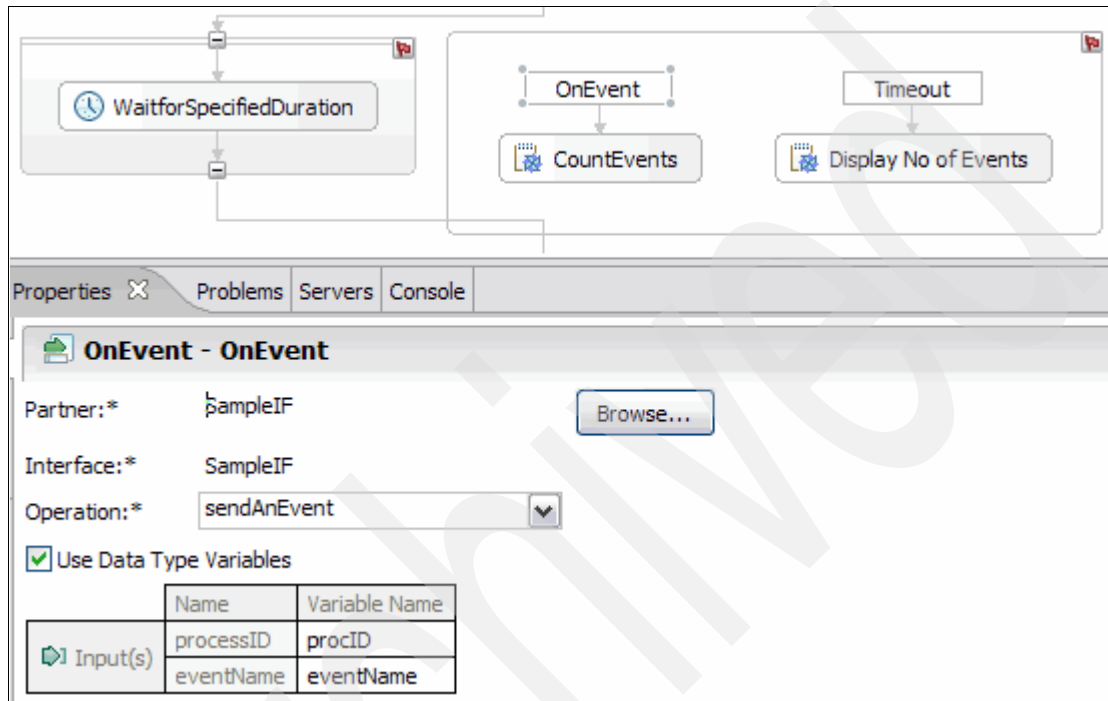 WaitforSpecifiedDuration
OnEvent
Timeout
CountEvents
Display No of Events
Properties Problems Servers Console
OnEvent - OnEvent
Partner:* SampleIF Browse...
Interface:* SampleIF
Operation:* sendAnEvent
Use Data Type Variables
Name Variable Name
Input(s) processID procID
eventName eventName
Archived